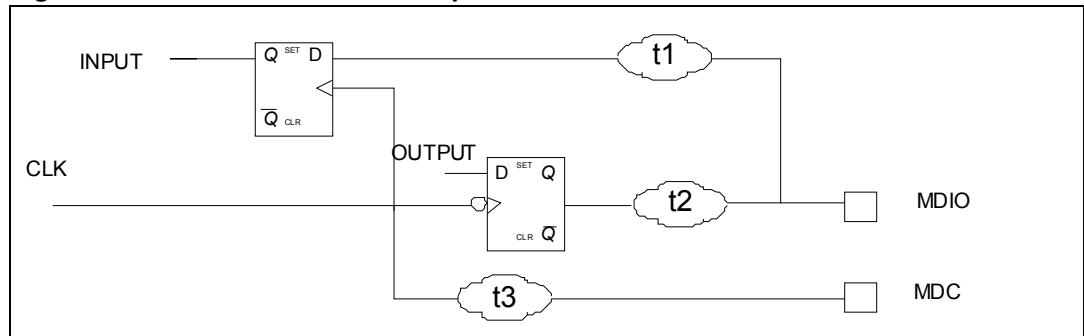 INPUT
Q SET D
Q CLR
t1
CLK
OUTPUT
D SET Q
CLR Q
t2
MDIO
t3
MDC